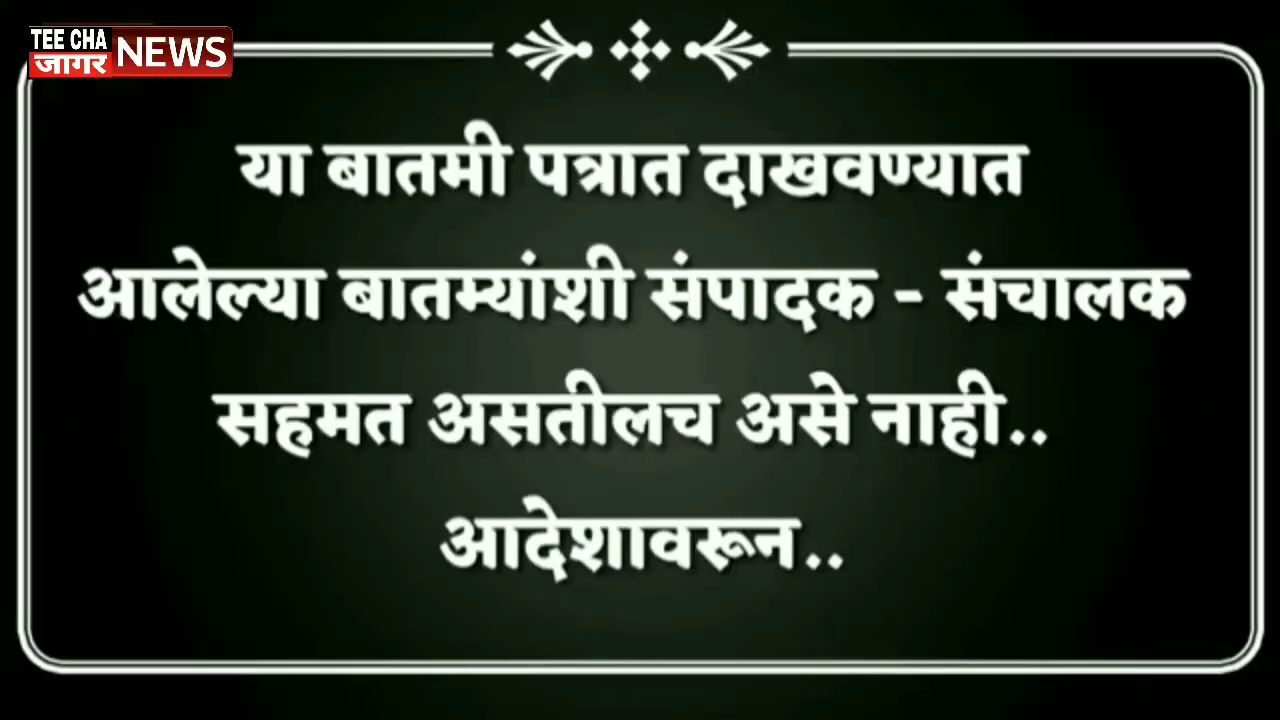 TEE CHA
जागर NEWS
या बातमी पत्रात दाखवण्यात
आलेल्या बातम्यांशी संपादक - संचालक
सहमत असतीलच असे नाही..
आदेशावरून..